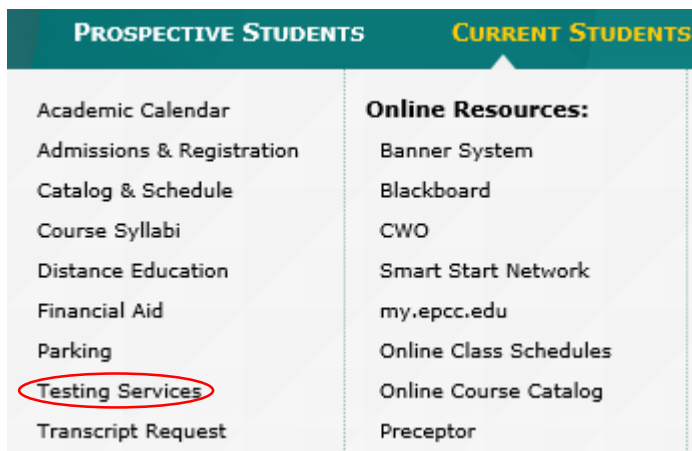 PROSPECTIVE STUDENTS
CURRENT STUDENTS
Academic Calendar
Admissions & Registration
Catalog & Schedule
Course Syllabi
Distance Education
Financial Aid
Parking
Testing Services
Transcript Request
Online Resources:
Banner System
Blackboard
CWO
Smart Start Network
my.epcc.edu
Online Class Schedules
Online Course Catalog
Preceptor